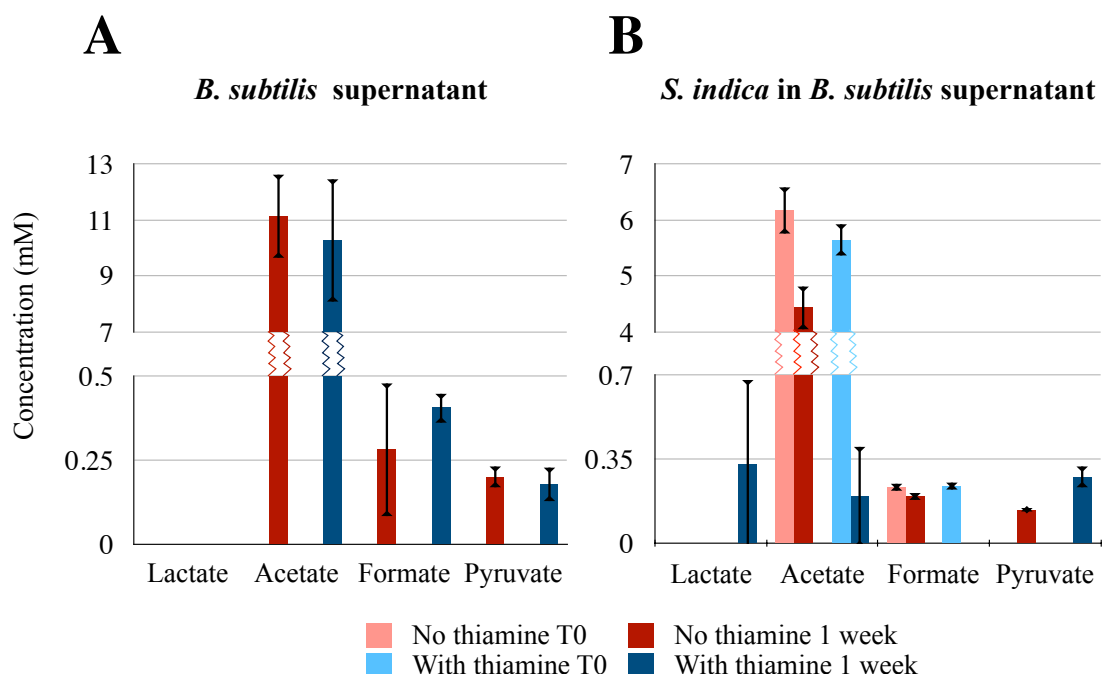 A
B. subtilis supernatant
Concentration (mM)
13
11
9
7
0.5
0.25
0
Lactate Acetate Formate Pyruvate
B
S. indica in B. subtilis supernatant
7
6
5
4
0.7
0.35
0
Lactate Acetate Formate Pyruvate
No thiamine T0 No thiamine 1 week
With thiamine T0 With thiamine 1 week